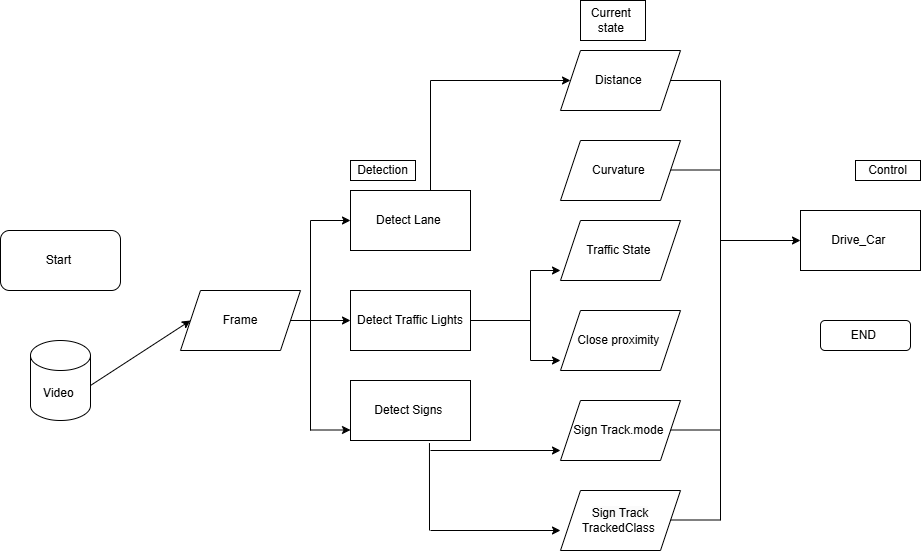 Current
state
Distance
Detection
Curvature
Control
Detect Lane
Traffic State
Drive_Car
Start
Frame
Detect Traffic Lights
Close proximity
END
Video
Detect Signs
Sign Track.mode
Sign Track
TrackedClass